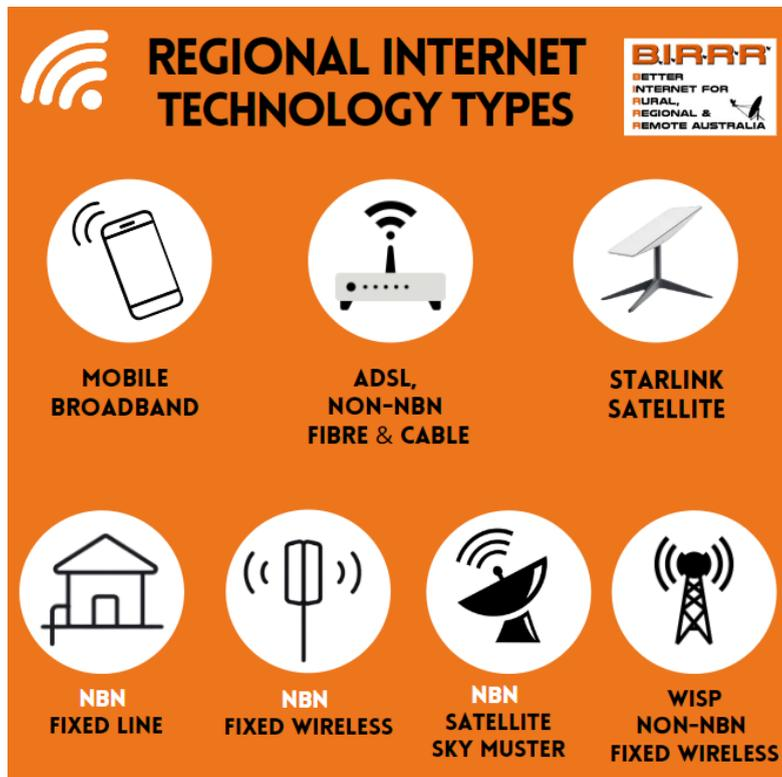 REGIONAL INTERNET
TECHNOLOGY TYPES
B.I.R.R.R
BETTER
INTERNET FOR
RURAL,
REGIONAL &
REMOTE AUSTRALIA
MOBILE
BROADBAND
ADSL,
NON-NBN
FIBRE & CABLE
STARLINK
SATELLITE
NBN
FIXED LINE
NBN
FIXED WIRELESS
NBN
SATELLITE
SKY MUSTER
WISP
NON-NBN
FIXED WIRELESS